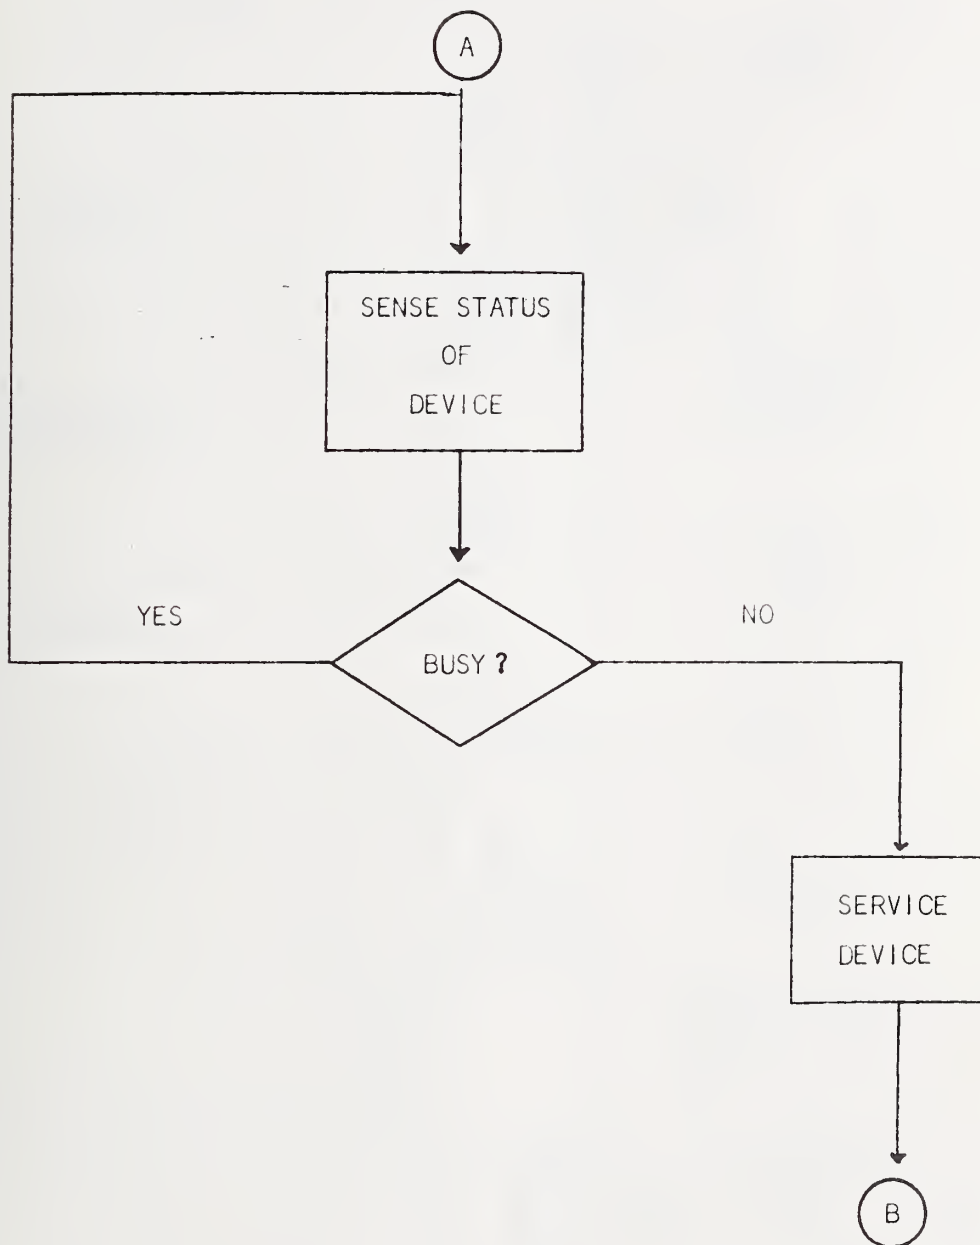 A
SENSE STATUS
OF
DEVICE
YES
BUSY ?
NO
SERVICE
DEVICE
B